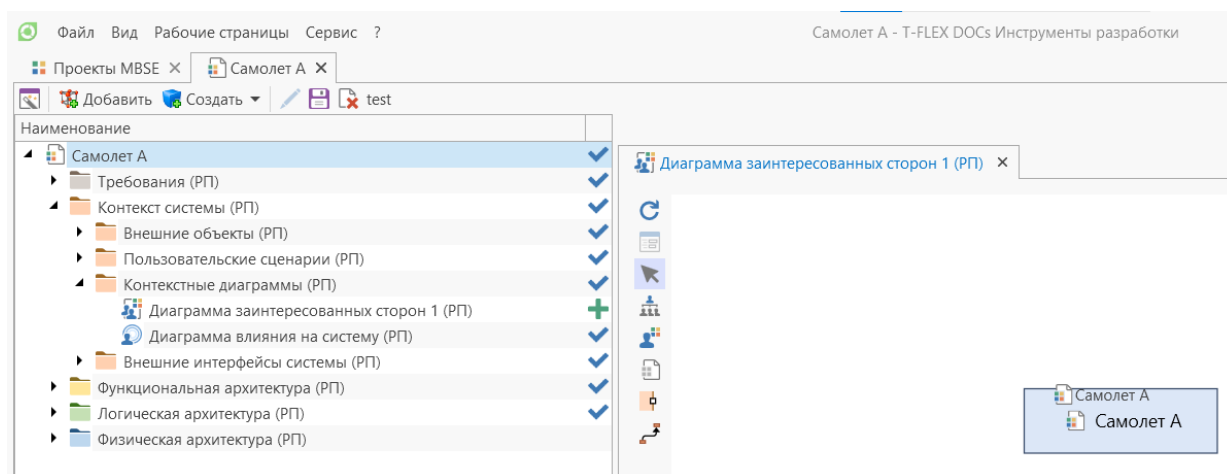 Файл Вид Рабочие страницы Сервис ?
Самолет А - T-FLEX DOCs Инструменты разработки
Проекты MBSE
Самолет А
Добавить Создать test
Наименование
Самолет А
Диаграмма заинтересованных сторон 1 (РП)
Требования (РП)
Контекст системы (РП)
Внешние объекты (РП)
Пользовательские сценарии (РП)
Контекстные диаграммы (РП)
Диаграмма заинтересованных сторон 1 (РП)
Диаграмма влияния на систему (РП)
Внешние интерфейсы системы (РП)
Функциональная архитектура (РП)
Логическая архитектура (РП)
Физическая архитектура (РП)
Самолет А
Самолет А